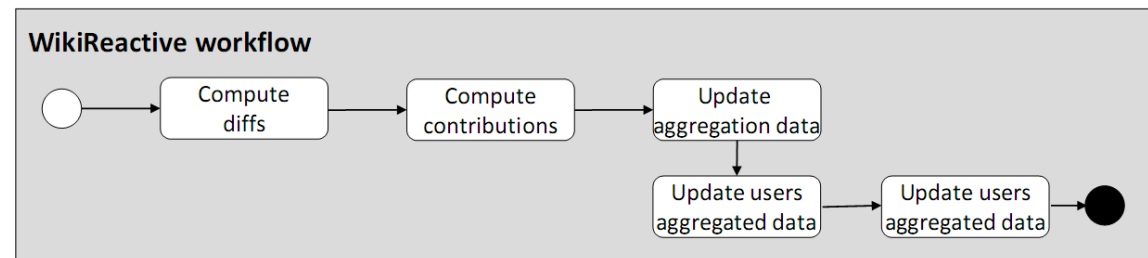 WikiReactive workflow
Compute
diffs
Compute
contributions
Update
aggregation data
Update users
aggregated data
Update users
aggregated data